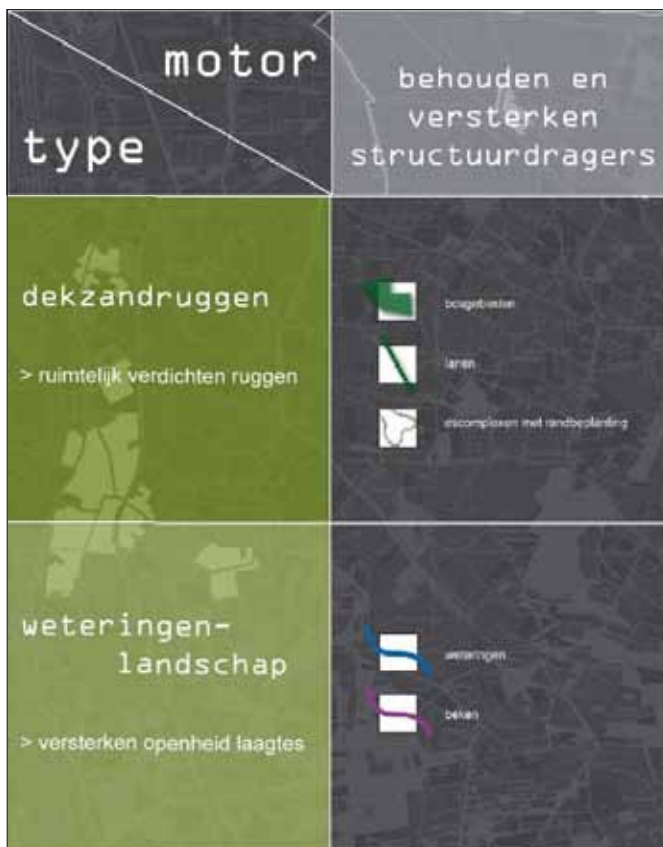 motor
type
behouden en
versterken
structuurdragers
dekzandruggen
> ruimtelijk verdichten ruggen
bosgebieden
lanen
escomplexen met randbeplanting
weteringen-
landschap
> versterken openheid laagtes
weteringen
beken